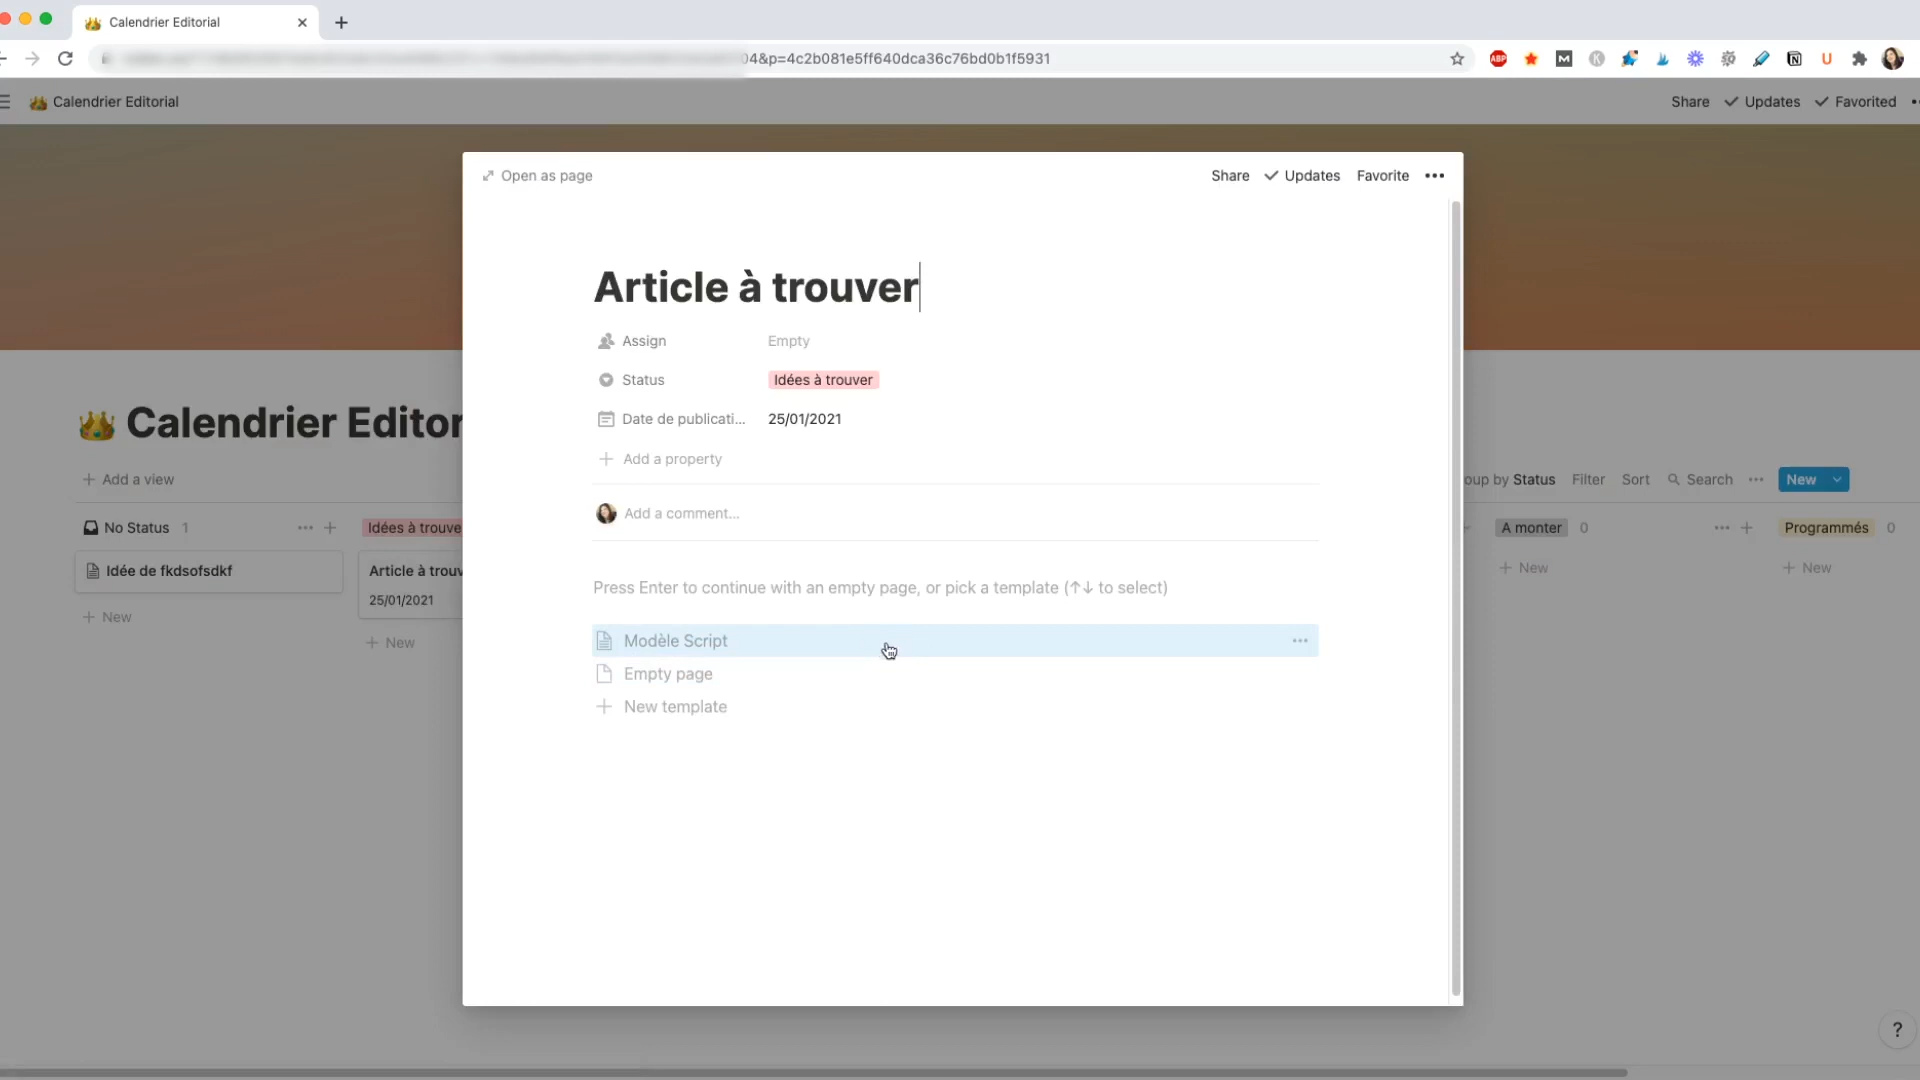 Calendrier Editorial
04&p=4c2b081e5ff640dca36c76bd0b1f5931
ABP
Calendrier Editorial
Share Updates Favorited
Open as page
Share Updates Favorite
Article à trouver
Assign Empty
Status Idées à trouver
Date de publicati... 25/01/2021
Add a property
Add a comment...
Press Enter to continue with an empty page, or pick a template (↑↓ to select)
Modèle Script
Empty page
New template
Calendrier Editor
Add a view
oup by Status Filter Sort Search New
No Status 1
Idées à trouve
A monter 0
Programmés 0
Idée de fkdsofsdkf
Article à trouv
25/01/2021
New
New
New
New
?